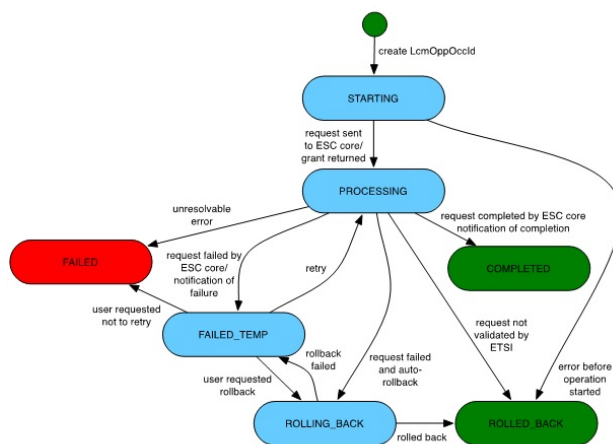 create LcmOppOccId
STARTING
request sent
to ESC core/
grant returned
PROCESSING
unresolvable
error
request completed by ESC core
notification of completion
FAILED
request failed by
ESC core/
notification of
failure
retry
COMPLETED
user requested
not to retry
FAILED_TEMP
rollback
failed
request failed
and auto-
rollback
request not
validated by
ETSI
user requested
rollback
error before
operation
started
ROLLING_BACK
rolled back
ROLLED_BACK